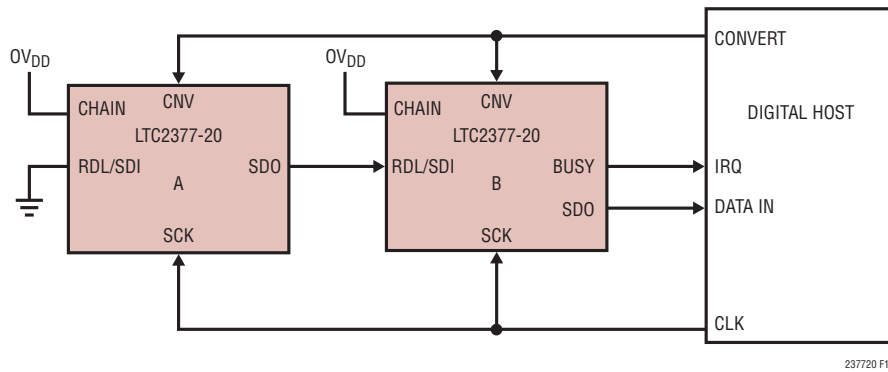 CONVERT
OVDD
OVDD
CNV
CNV
CHAIN
CHAIN
LTC2377-20
LTC2377-20
DIGITAL HOST
RDL/SDI
SDO
RDL/SDI
BUSY
IRQ
A
B
SDO
DATA IN
SCK
SCK
CLK
237720 F1